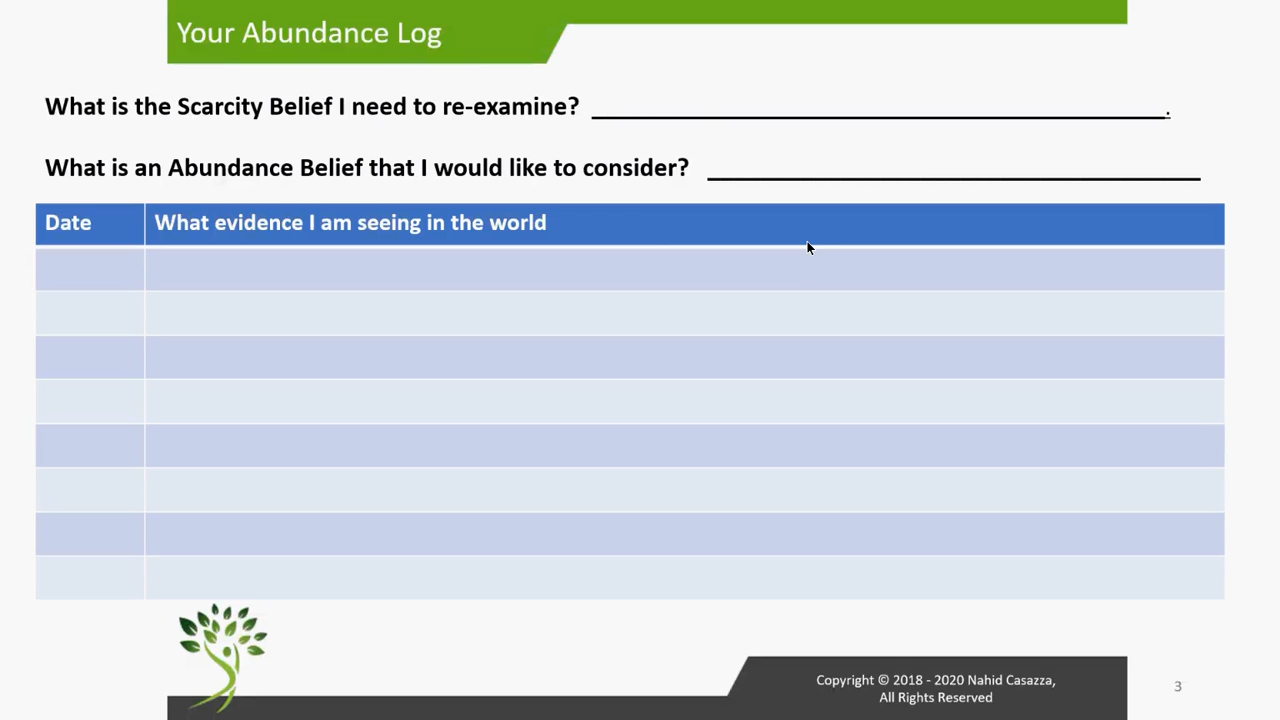 Your Abundance Log
What is the Scarcity Belief I need to re-examine? ________________________________________.
What is an Abundance Belief that I would like to consider? __________________________________
Date What evidence I am seeing in the world
Copyright © 2018 - 2020 Nahid Casazza,
All Rights Reserved
3